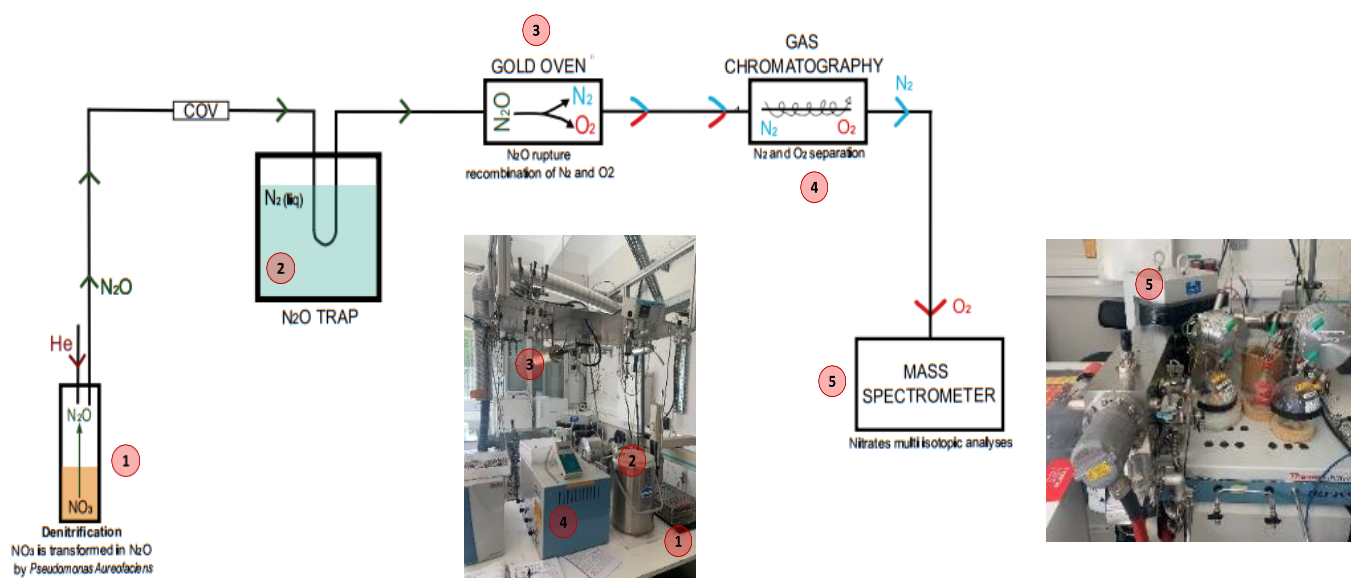 3
GOLD OVEN
N₂O
N₂
O₂
N₂O rupture
recombination of N₂ and O2
GAS
CHROMATOGRAPHY
N₂
O₂
N₂ and O₂ separation
4
N₂
COV
N₂ (liq)
2
N₂O TRAP
N₂O
He
N₂O
NO₃
1
Denitrification
NO₃ is transformed in N₂O
by Pseudomonas Aureofaciens
O₂
5
MASS
SPECTROMETER
Nitrates multi isotopic analyses
3
2
4
1
5